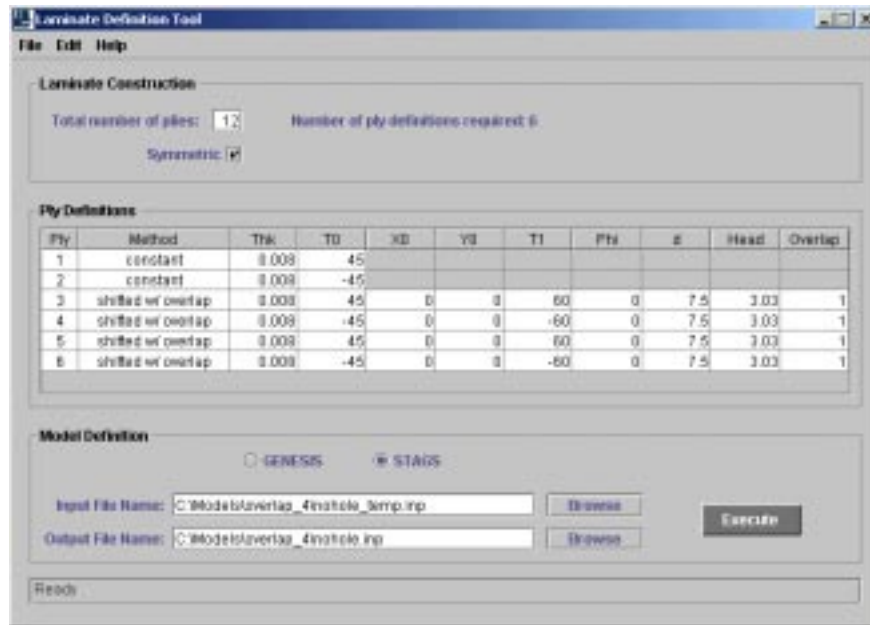 Laminate Definition Tool
File Edit Help
Laminate Construction
Total number of plies: 12 Number of ply definitions required: 6
Symmetric
Ply Definitions
Ply Method Thk T0 X0 Y0 T1 Phi d Head Overlap
1 constant 0.008 45
2 constant 0.008 -45
3 shifted w/ overlap 0.008 45 0 0 60 0 7.5 3.03 1
4 shifted w/ overlap 0.008 -45 0 0 -60 0 7.5 3.03 1
5 shifted w/ overlap 0.008 45 0 0 60 0 7.5 3.03 1
6 shifted w/ overlap 0.008 -45 0 0 -60 0 7.5 3.03 1
Model Definition
GENESIS STAGS
Input File Name: C:\Models\overlap_4inohole_temp.inp Browse
Execute
Output File Name: C:\Models\overlap_4inohole.inp Browse
Ready